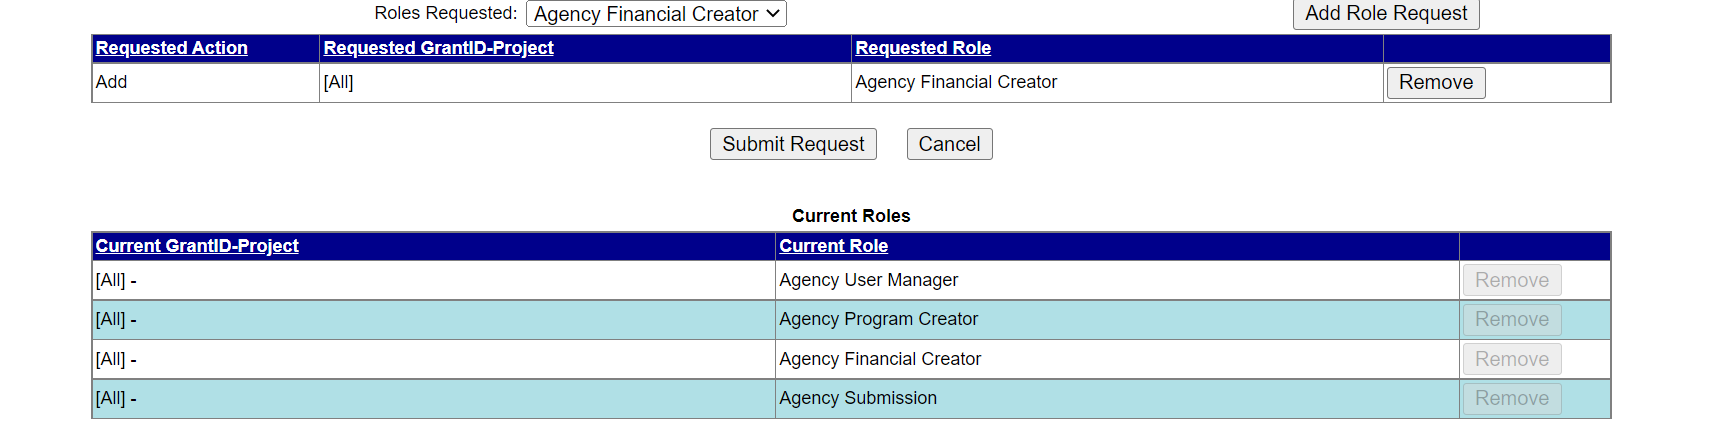 Roles Requested: Agency Financial Creator Add Role Request
Requested Action Requested GrantID-Project Requested Role
Add [All] Agency Financial Creator Remove
Submit Request Cancel
Current Roles
Current GrantID-Project Current Role
[All] - Agency User Manager Remove
[All] - Agency Program Creator Remove
[All] - Agency Financial Creator Remove
[All] - Agency Submission Remove